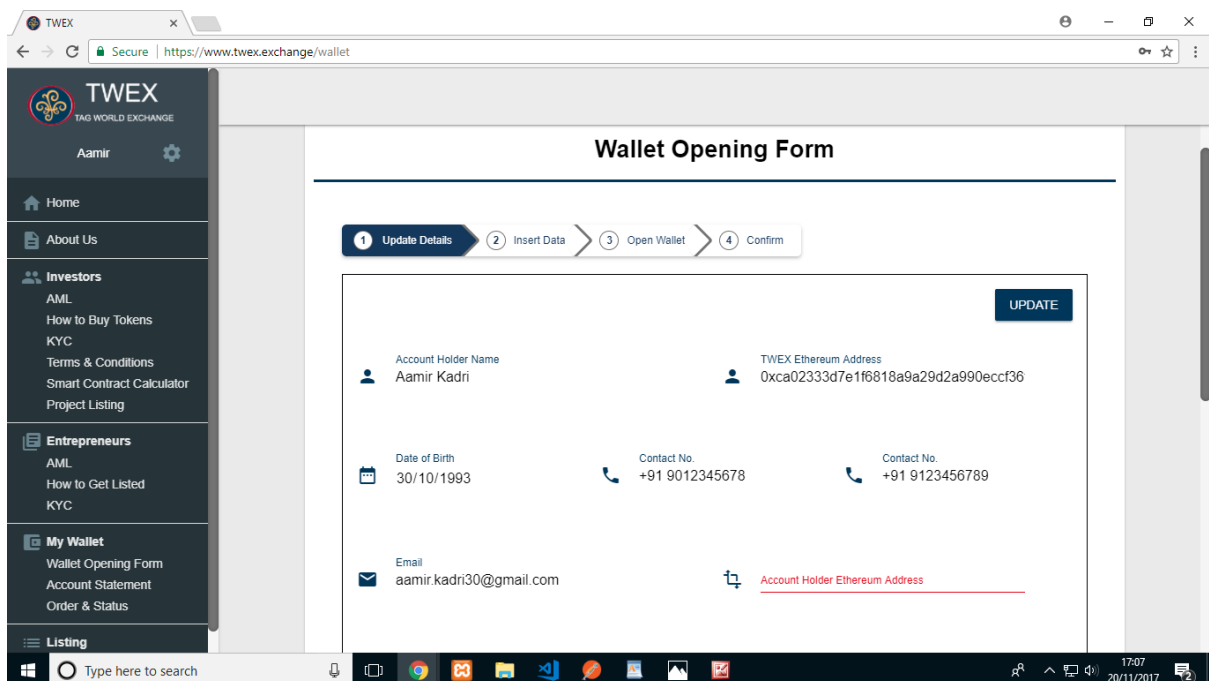 TWEX
Secure | https://www.twex.exchange/wallet
TWEX
TAG WORLD EXCHANGE
Aamir
Home
About Us
Investors
AML
How to Buy Tokens
KYC
Terms & Conditions
Smart Contract Calculator
Project Listing
Entrepreneurs
AML
How to Get Listed
KYC
My Wallet
Wallet Opening Form
Account Statement
Order & Status
Listing
Wallet Opening Form
1 Update Details 2 Insert Data 3 Open Wallet 4 Confirm
UPDATE
Account Holder Name
Aamir Kadri
TWEX Ethereum Address
0xca02333d7e1f6818a9a29d2a990eccf36
Date of Birth
30/10/1993
Contact No.
+91 9012345678
Contact No.
+91 9123456789
Email
aamir.kadri30@gmail.com
Account Holder Ethereum Address
Type here to search
17:07
20/11/2017
2